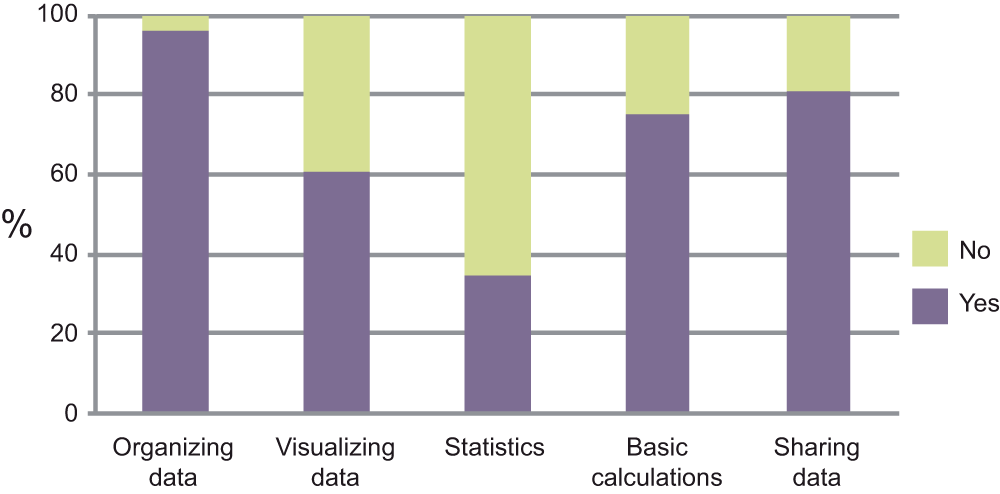 100
80
60
40
20
0
%
Organizing
data
Visualizing
data
Statistics
Basic
calculations
Sharing
data
No
Yes